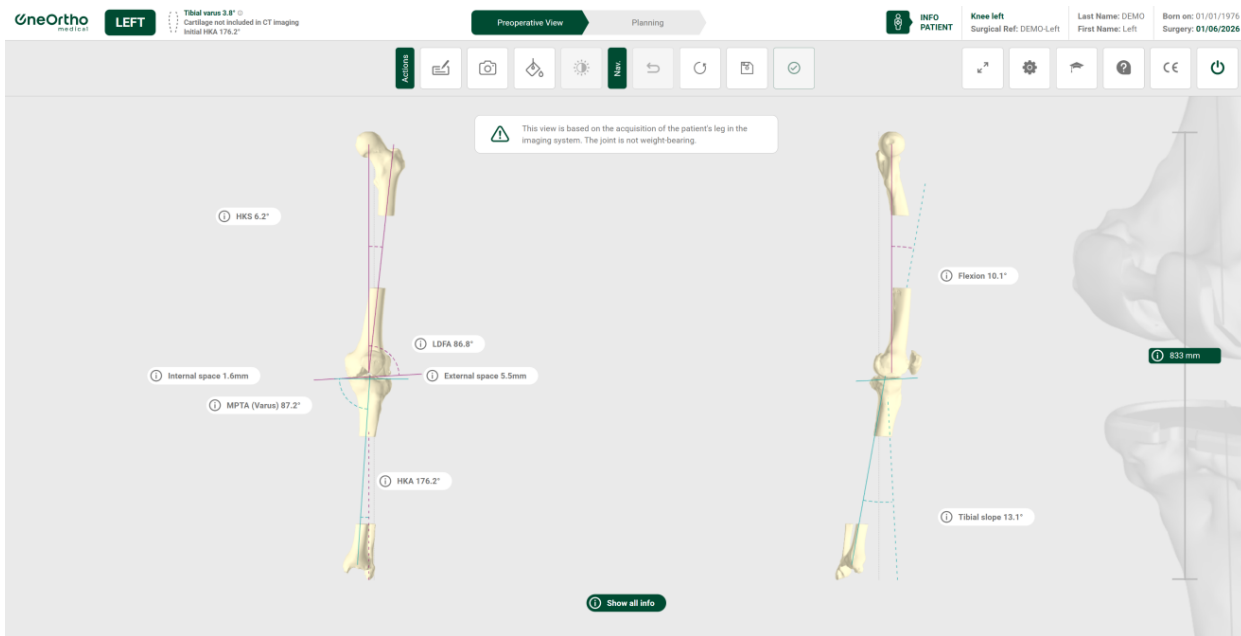 OneOrtho
medical
LEFT
Tibial varus 3.8°
Cartilage not included in CT imaging
Initial HKA 176.2°
Preoperative View
Planning
INFO
PATIENT
Knee left
Surgical Ref: DEMO-Left
Last Name: DEMO
First Name: Left
Born on: 01/01/1976
Surgery: 01/06/2026
Actions
Nav.
CE
This view is based on the acquisition of the patient's leg in the
imaging system. The joint is not weight-bearing.
HKS 6.2°
Flexion 10.1°
LDFA 86.8°
833 mm
Internal space 1.6mm
External space 5.5mm
MPTA (Varus) 87.2°
HKA 176.2°
Tibial slope 13.1°
Show all info